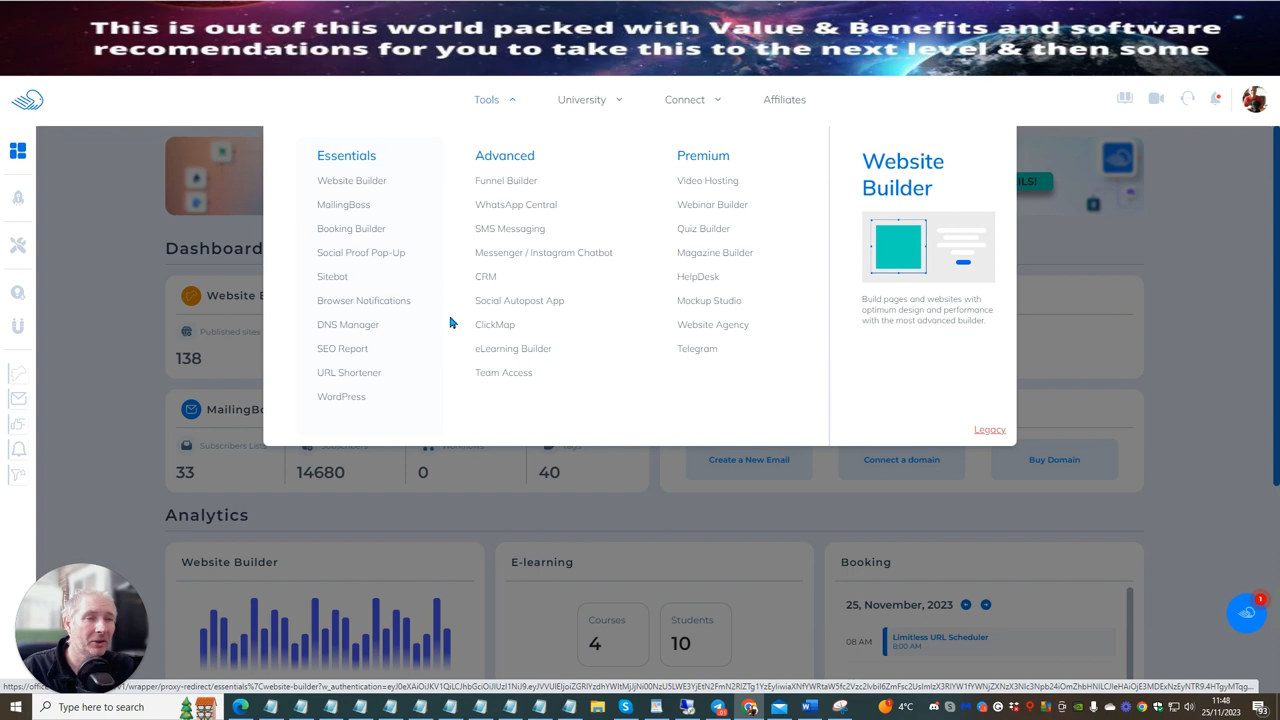 This is out of this world packed with Value & Benefits and software
recomendations for you to take this to the next level & then some
Tools
University
Connect
Affiliates
Essentials
Website Builder
MailingBoss
Booking Builder
Social Proof Pop-Up
Sitebot
Browser Notifications
DNS Manager
SEO Report
URL Shortener
WordPress
Advanced
Funnel Builder
WhatsApp Central
SMS Messaging
Messenger / Instagram Chatbot
CRM
Social Autopost App
ClickMap
eLearning Builder
Team Access
Premium
Video Hosting
Webinar Builder
Quiz Builder
Magazine Builder
HelpDesk
Mockup Studio
Website Agency
Telegram
Website
Builder
Build pages and websites with
optimum design and performance
with the most advanced builder.
Legacy
Dashboard
Website B
Published sites
138
MailingBo
Subscribers Lists
33
14680
0
40
Create a New Email
Connect a domain
Buy Domain
Analytics
Website Builder
E-learning
Courses
4
Students
10
Booking
25, November, 2023
08 AM
Limitless URL Scheduler
8:00 AM
1
Type here to search
4°C
11:48
25/11/2023